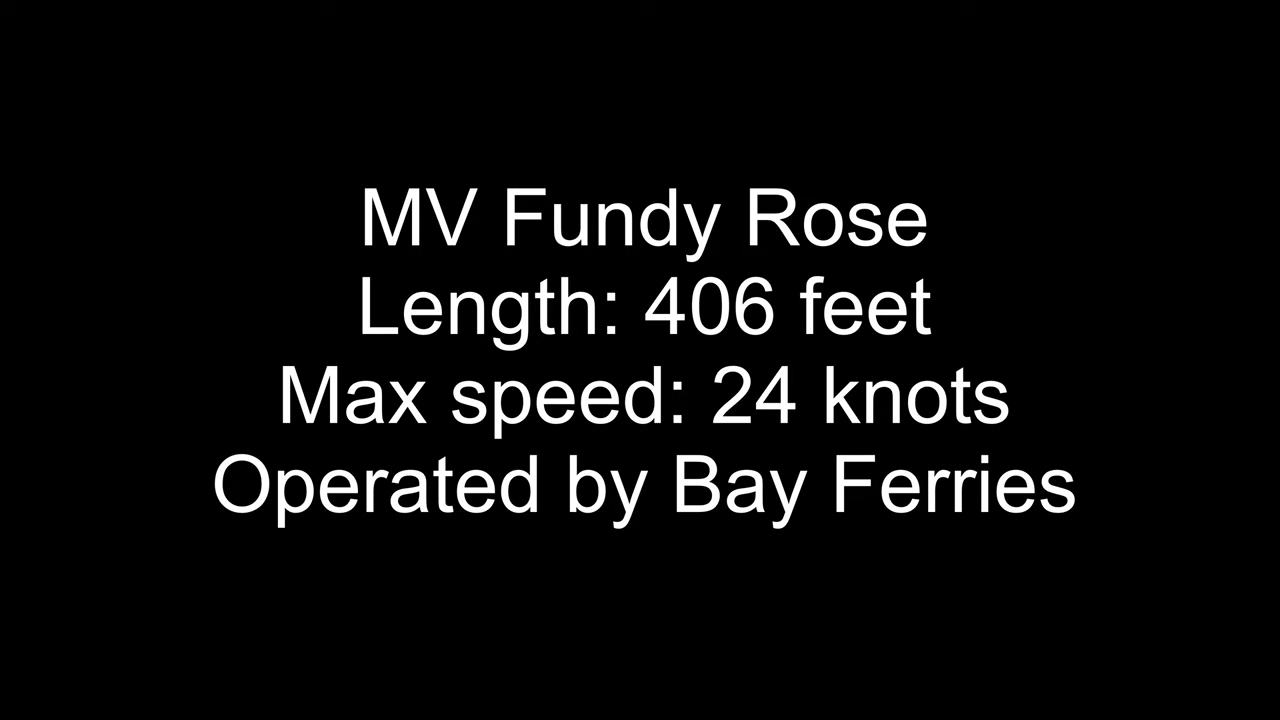 MV Fundy Rose
Length: 406 feet
Max speed: 24 knots
Operated by Bay Ferries